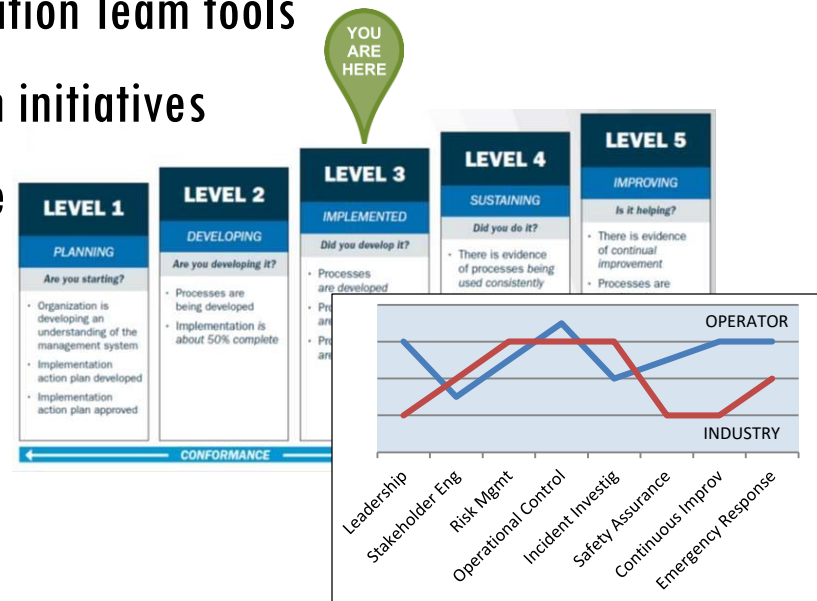 ation Team tools
initiatives
YOU
ARE
HERE
LEVEL 1
PLANNING
Are you starting?
· Organization is
developing an
understanding of the
management system
· Implementation
action plan developed
· Implementation
action plan approved
LEVEL 2
DEVELOPING
Are you developing it?
· Processes are
being developed
· Implementation is
about 50% complete
LEVEL 3
IMPLEMENTED
Did you develop it?
· Processes
are developed
LEVEL 4
SUSTAINING
Did you do it?
· There is evidence
of processes being
used consistently
LEVEL 5
IMPROVING
Is it helping?
· There is evidence
of continual
improvement
· Processes are
CONFORMANCE
OPERATOR
INDUSTRY
Leadership
Stakeholder Eng
Risk Mgmt
Operational Control
Incident Investig
Safety Assurance
Continuous Improv
Emergency Response